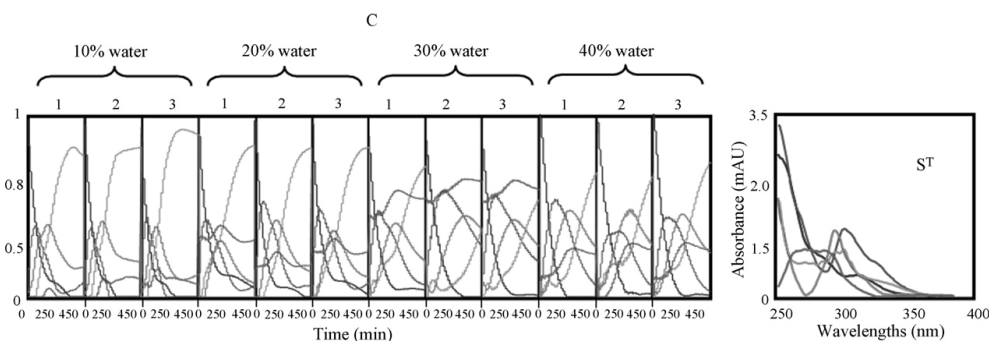 C
10% water 20% water 30% water 40% water
1 2 3 1 2 3 1 2 3 1 2 3
1
0.8
0.5
0
0 250 450 0 250 450 0 250 450 0 250 450 0 250 450 0 250 450 0 250 450 0 250 450 0 250 450 0 250 450 0 250 450 0 250 450
Time (min)
3.5
2.0
1.5
0
Absorbance (mAU)
Sᵀ
250 300 350 400
Wavelengths (nm)